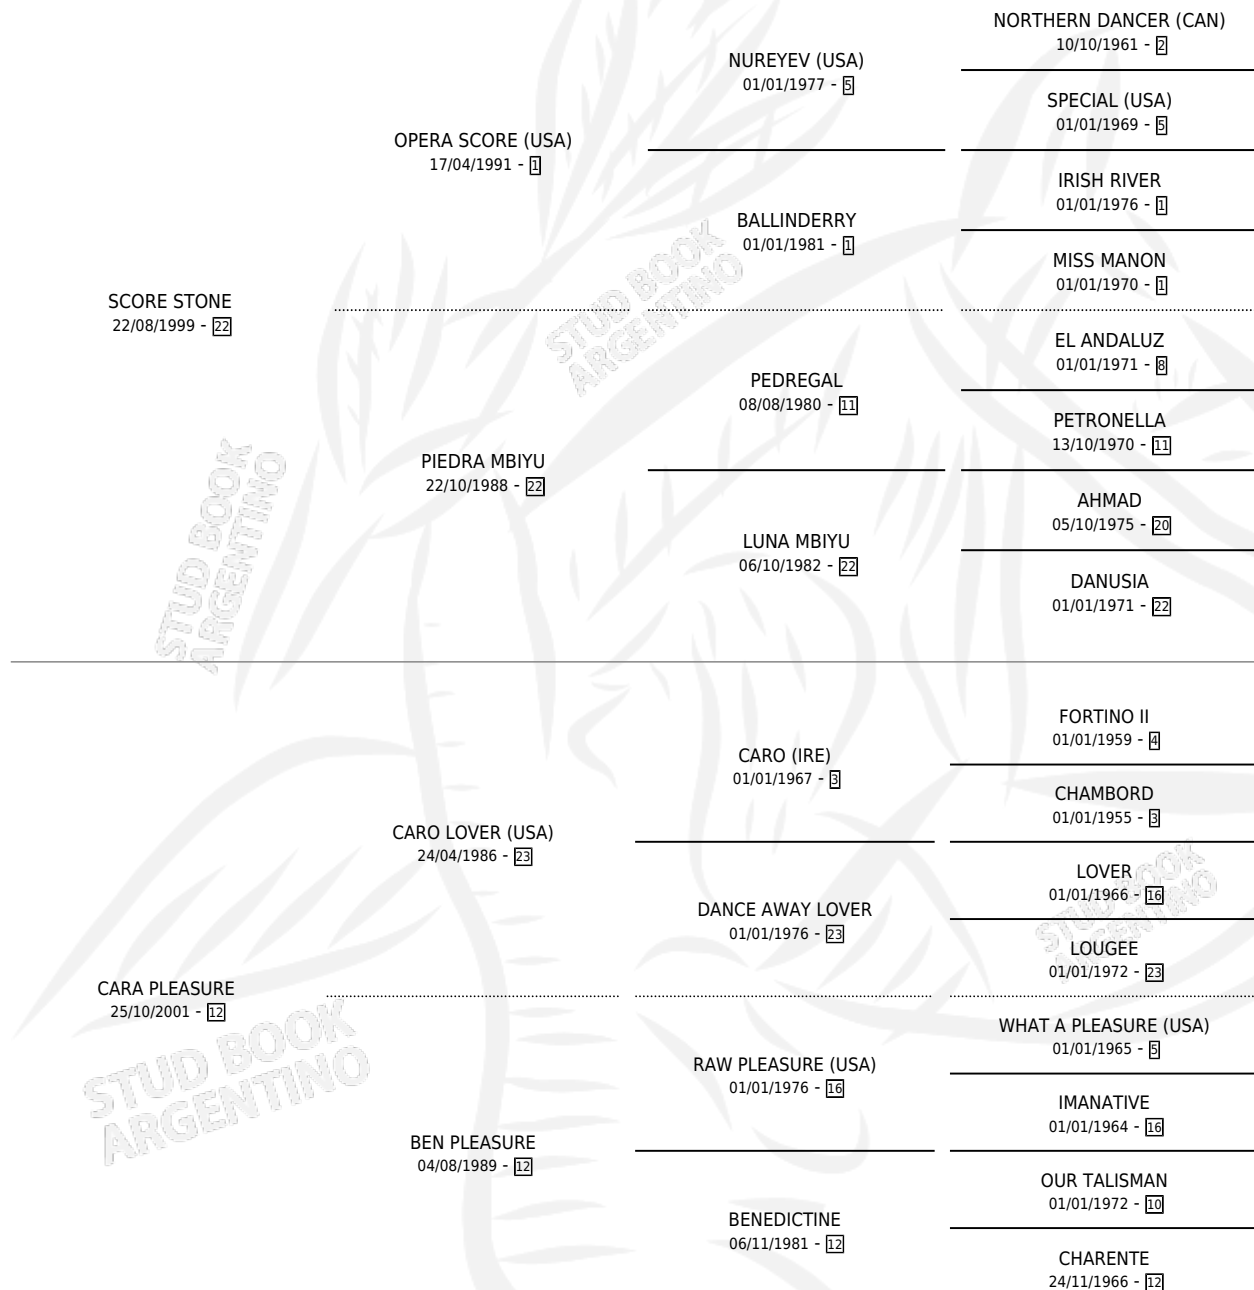 NORTHERN DANCER (CAN)
10/10/1961 - 2
NUREYEV (USA)
01/01/1977 - 5
SPECIAL (USA)
01/01/1969 - 5
OPERA SCORE (USA)
17/04/1991 - 1
IRISH RIVER
01/01/1976 - 1
BALLINDERRY
01/01/1981 - 1
MISS MANON
01/01/1970 - 1
SCORE STONE
22/08/1999 - 22
STUD BOOK
ARGENTINO
EL ANDALUZ
01/01/1971 - 8
PEDREGAL
08/08/1980 - 11
PETRONELLA
13/10/1970 - 11
PIEDRA MBIYU
22/10/1988 - 22
STUD BOOK
ARGENTINO
AHMAD
05/10/1975 - 20
LUNA MBIYU
06/10/1982 - 22
DANUSIA
01/01/1971 - 22
FORTINO II
01/01/1959 - 4
CARO (IRE)
01/01/1967 - 3
CHAMBORD
01/01/1955 - 3
CARO LOVER (USA)
24/04/1986 - 23
LOVER
01/01/1966 - 16
STUD BOOK
ARGENTINO
DANCE AWAY LOVER
01/01/1976 - 23
LOUGEE
01/01/1972 - 23
CARA PLEASURE
25/10/2001 - 12
STUD BOOK
ARGENTINO
WHAT A PLEASURE (USA)
01/01/1965 - 5
RAW PLEASURE (USA)
01/01/1976 - 16
IMANATIVE
01/01/1964 - 16
BEN PLEASURE
04/08/1989 - 12
OUR TALISMAN
01/01/1972 - 10
BENEDICTINE
06/11/1981 - 12
CHARENTE
24/11/1966 - 12